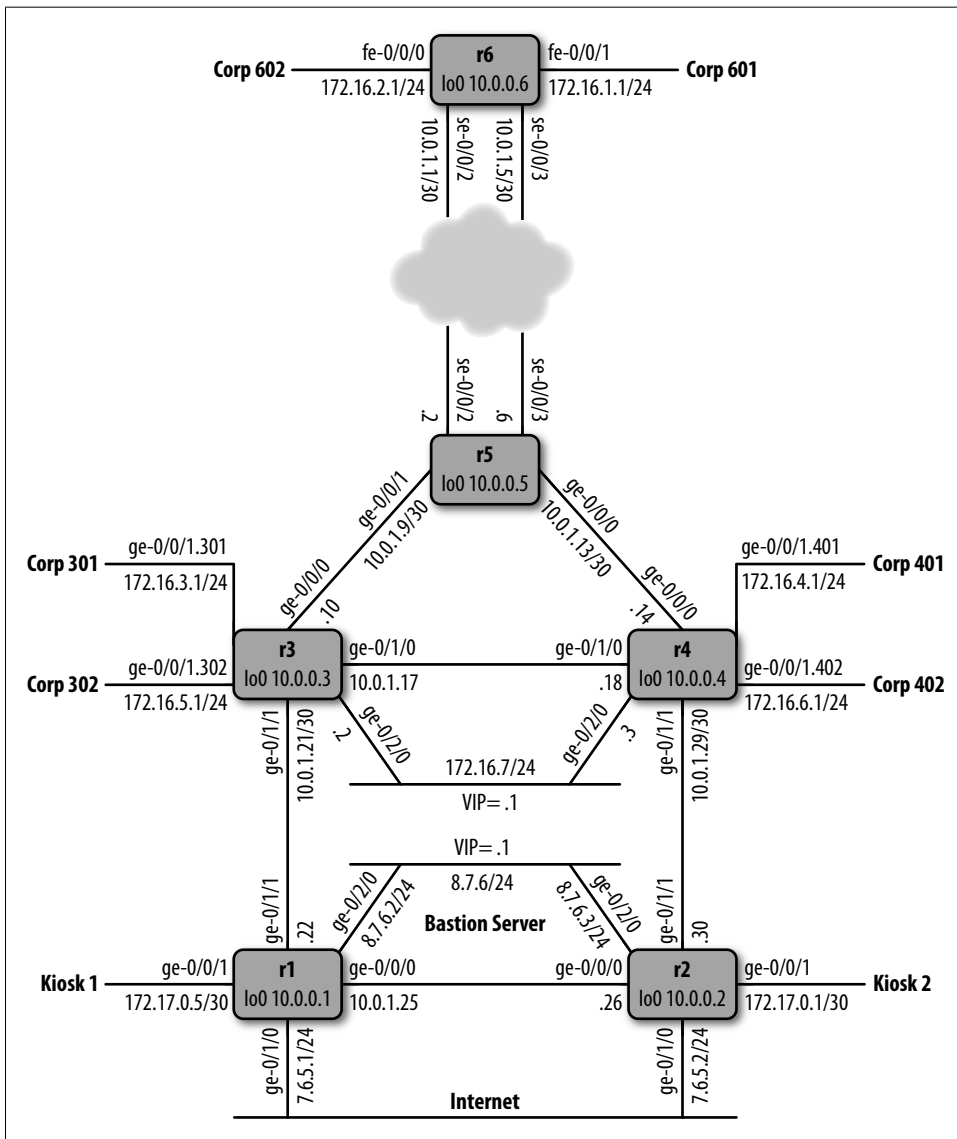 r6
lo0 10.0.0.6
fe-0/0/0
Corp 602
172.16.2.1/24
fe-0/0/1
Corp 601
172.16.1.1/24
10.0.1.1/30
se-0/0/2
10.0.1.5/30
se-0/0/3
.2
se-0/0/2
.6
se-0/0/3
r5
lo0 10.0.0.5
ge-0/0/1
10.0.1.9/30
ge-0/0/0
10.0.1.13/30
ge-0/0/0
.10
ge-0/0/0
.14
Corp 301
ge-0/0/1.301
172.16.3.1/24
ge-0/0/1.401
Corp 401
172.16.4.1/24
r3
lo0 10.0.0.3
ge-0/1/0
10.0.1.17
ge-0/1/0
.18
r4
lo0 10.0.0.4
Corp 302
ge-0/0/1.302
172.16.5.1/24
ge-0/0/1.402
Corp 402
172.16.6.1/24
ge-0/1/1
10.0.1.21/30
.2
ge-0/2/0
172.16.7/24
VIP= .1
ge-0/2/0
.3
ge-0/1/1
10.0.1.29/30
VIP= .1
8.7.6/24
Bastion Server
ge-0/1/1
.22
ge-0/2/0
8.7.6.2/24
ge-0/2/0
8.7.6.3/24
ge-0/1/1
.30
Kiosk 1
ge-0/0/1
172.17.0.5/30
r1
lo0 10.0.0.1
ge-0/0/0
10.0.1.25
ge-0/0/0
.26
r2
lo0 10.0.0.2
ge-0/0/1
Kiosk 2
172.17.0.1/30
ge-0/1/0
7.6.5.1/24
ge-0/1/0
7.6.5.2/24
Internet